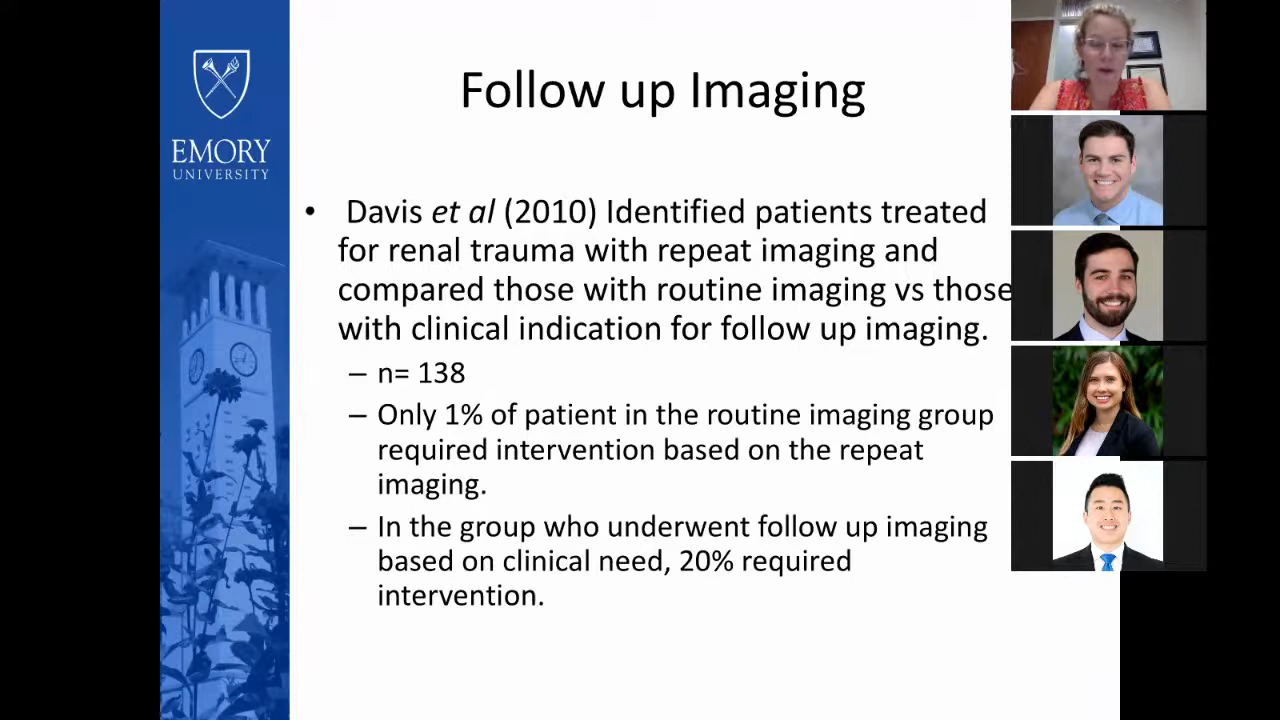 EMORY
UNIVERSITY
Follow up Imaging
• Davis et al (2010) Identified patients treated
for renal trauma with repeat imaging and
compared those with routine imaging vs those
with clinical indication for follow up imaging.
– n= 138
– Only 1% of patient in the routine imaging group
required intervention based on the repeat
imaging.
– In the group who underwent follow up imaging
based on clinical need, 20% required
intervention.